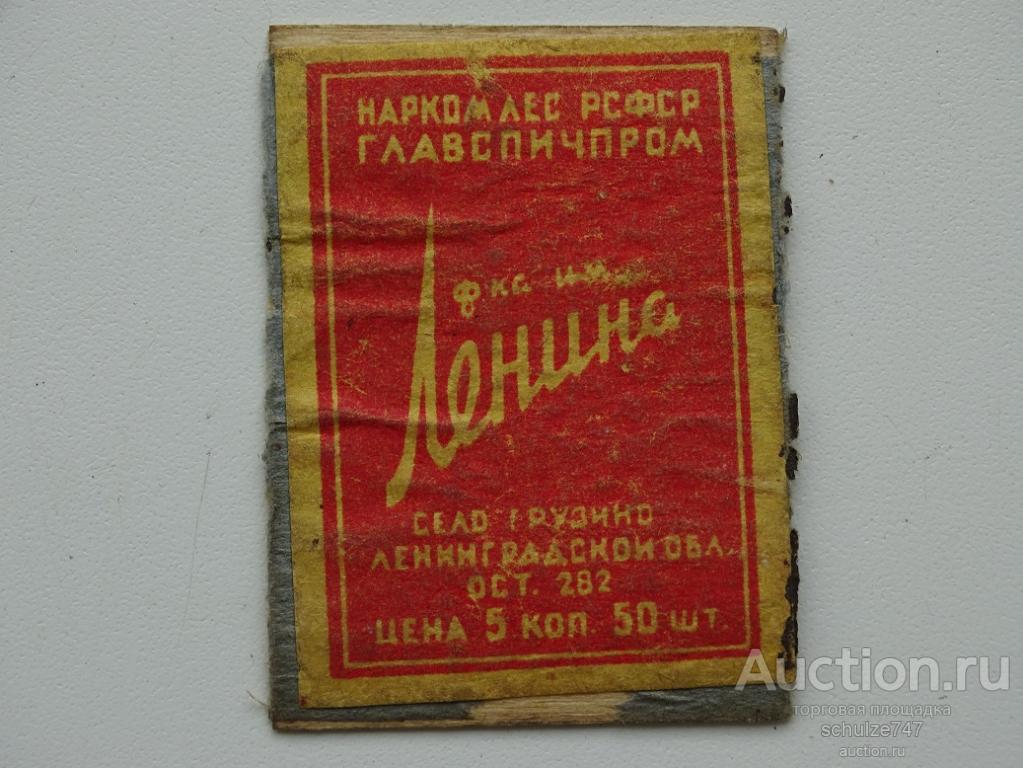 НАРКОМЛЕС РСФСР
ГЛАВСПИЧПРОМ
ф ка им.
Ленина
СЕЛО ГРУЗИНО
ЛЕНИНГРАДСКОЙ ОБЛ.
ОСТ. 282
ЦЕНА 5 КОП. 50 ШТ.
Auction.ru
торговая площадка
schulze747
auction.ru